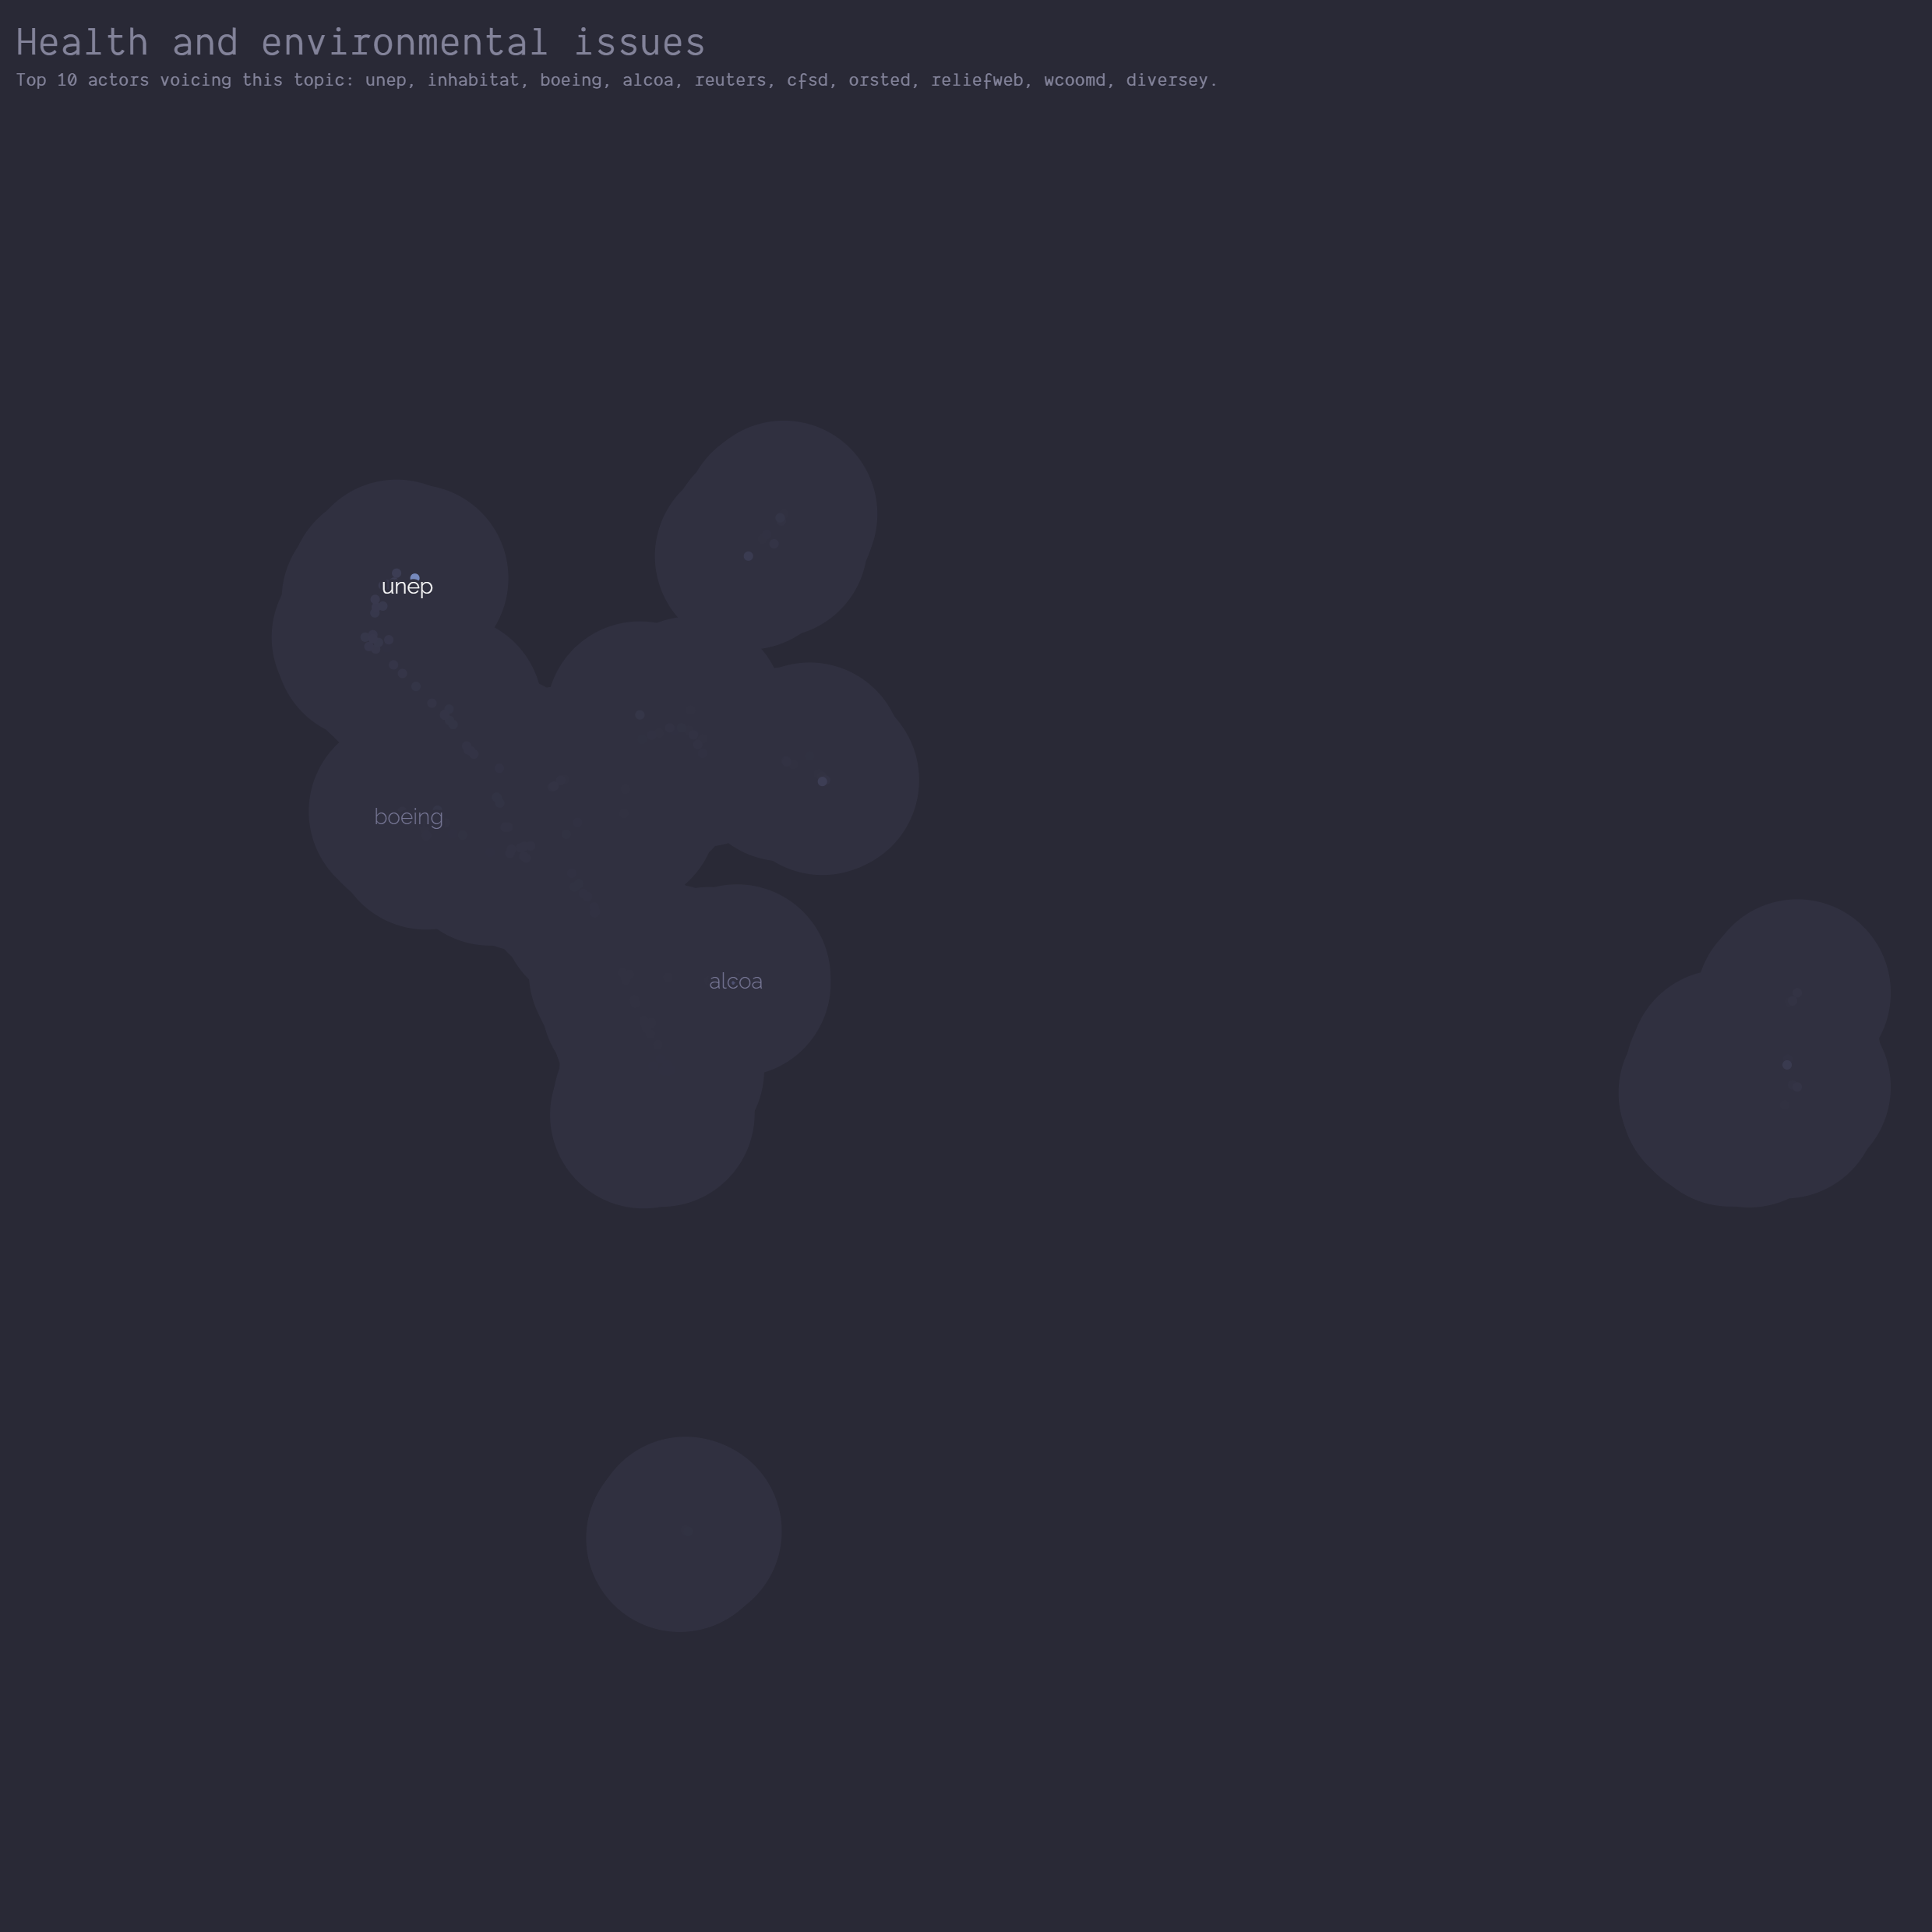 Health and environmental issues
Top 10 actors voicing this topic: unep, inhabitat, boeing, alcoa, reuters, cfsd, orsted, reliefweb, wcoomd, diversey.
unep
boeing
alcoa